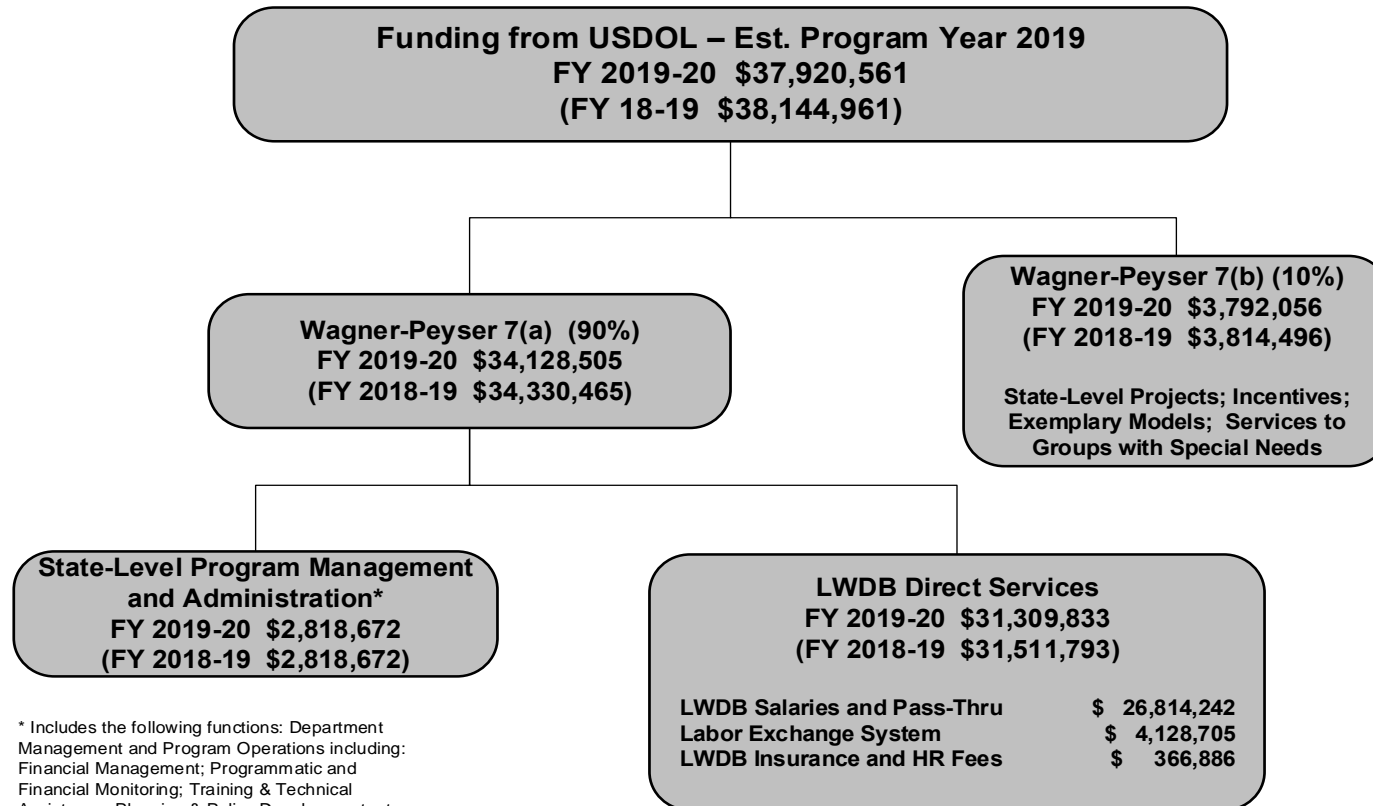 Funding from USDOL – Est. Program Year 2019
FY 2019-20 $37,920,561
(FY 18-19 $38,144,961)
Wagner-Peyser 7(a) (90%)
FY 2019-20 $34,128,505
(FY 2018-19 $34,330,465)
Wagner-Peyser 7(b) (10%)
FY 2019-20 $3,792,056
(FY 2018-19 $3,814,496)
State-Level Projects; Incentives;
Exemplary Models; Services to
Groups with Special Needs
State-Level Program Management
and Administration*
FY 2019-20 $2,818,672
(FY 2018-19 $2,818,672)
LWDB Direct Services
FY 2019-20 $31,309,833
(FY 2018-19 $31,511,793)
LWDB Salaries and Pass-Thru $ 26,814,242
Labor Exchange System $ 4,128,705
LWDB Insurance and HR Fees $ 366,886
* Includes the following functions: Department
Management and Program Operations including:
Financial Management; Programmatic and
Financial Monitoring; Training & Technical